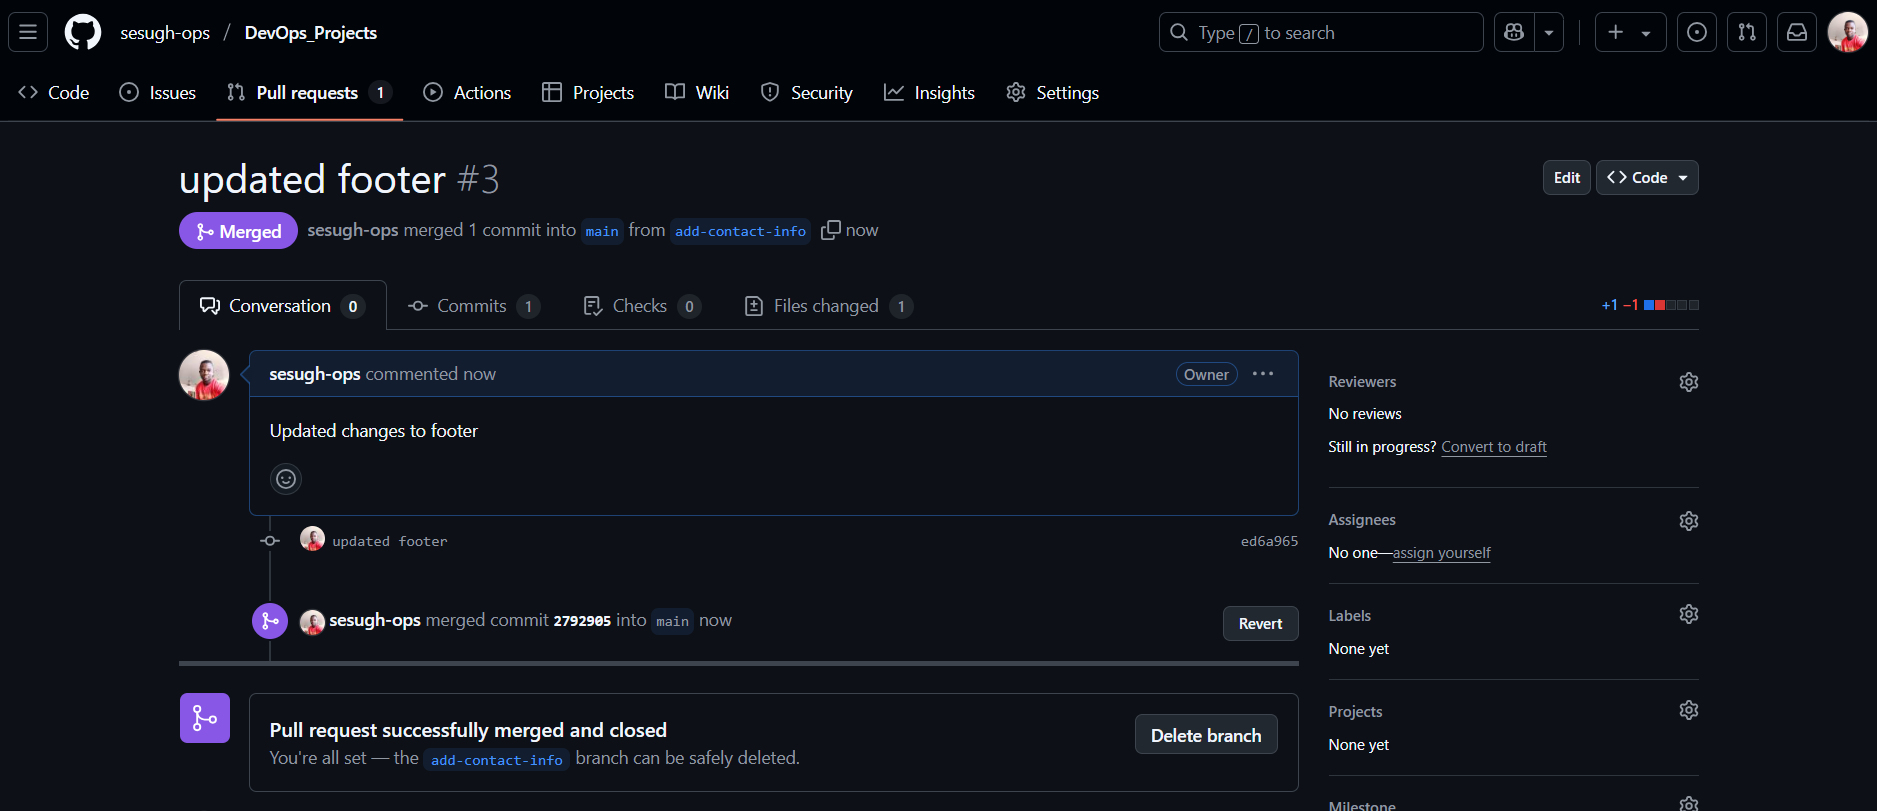 sesugh-ops / DevOps_Projects
Type / to search
Code
Issues
Pull requests 1
Actions
Projects
Wiki
Security
Insights
Settings
updated footer #3
Edit
Code
Merged
sesugh-ops merged 1 commit into main from add-contact-info now
Conversation 0
Commits 1
Checks 0
Files changed 1
+1 −1
sesugh-ops commented now
Owner
Updated changes to footer
updated footer
ed6a965
sesugh-ops merged commit 2792905 into main now
Revert
Pull request successfully merged and closed
You're all set — the add-contact-info branch can be safely deleted.
Delete branch
Reviewers
No reviews
Still in progress? Convert to draft
Assignees
No one—assign yourself
Labels
None yet
Projects
None yet
Milestone